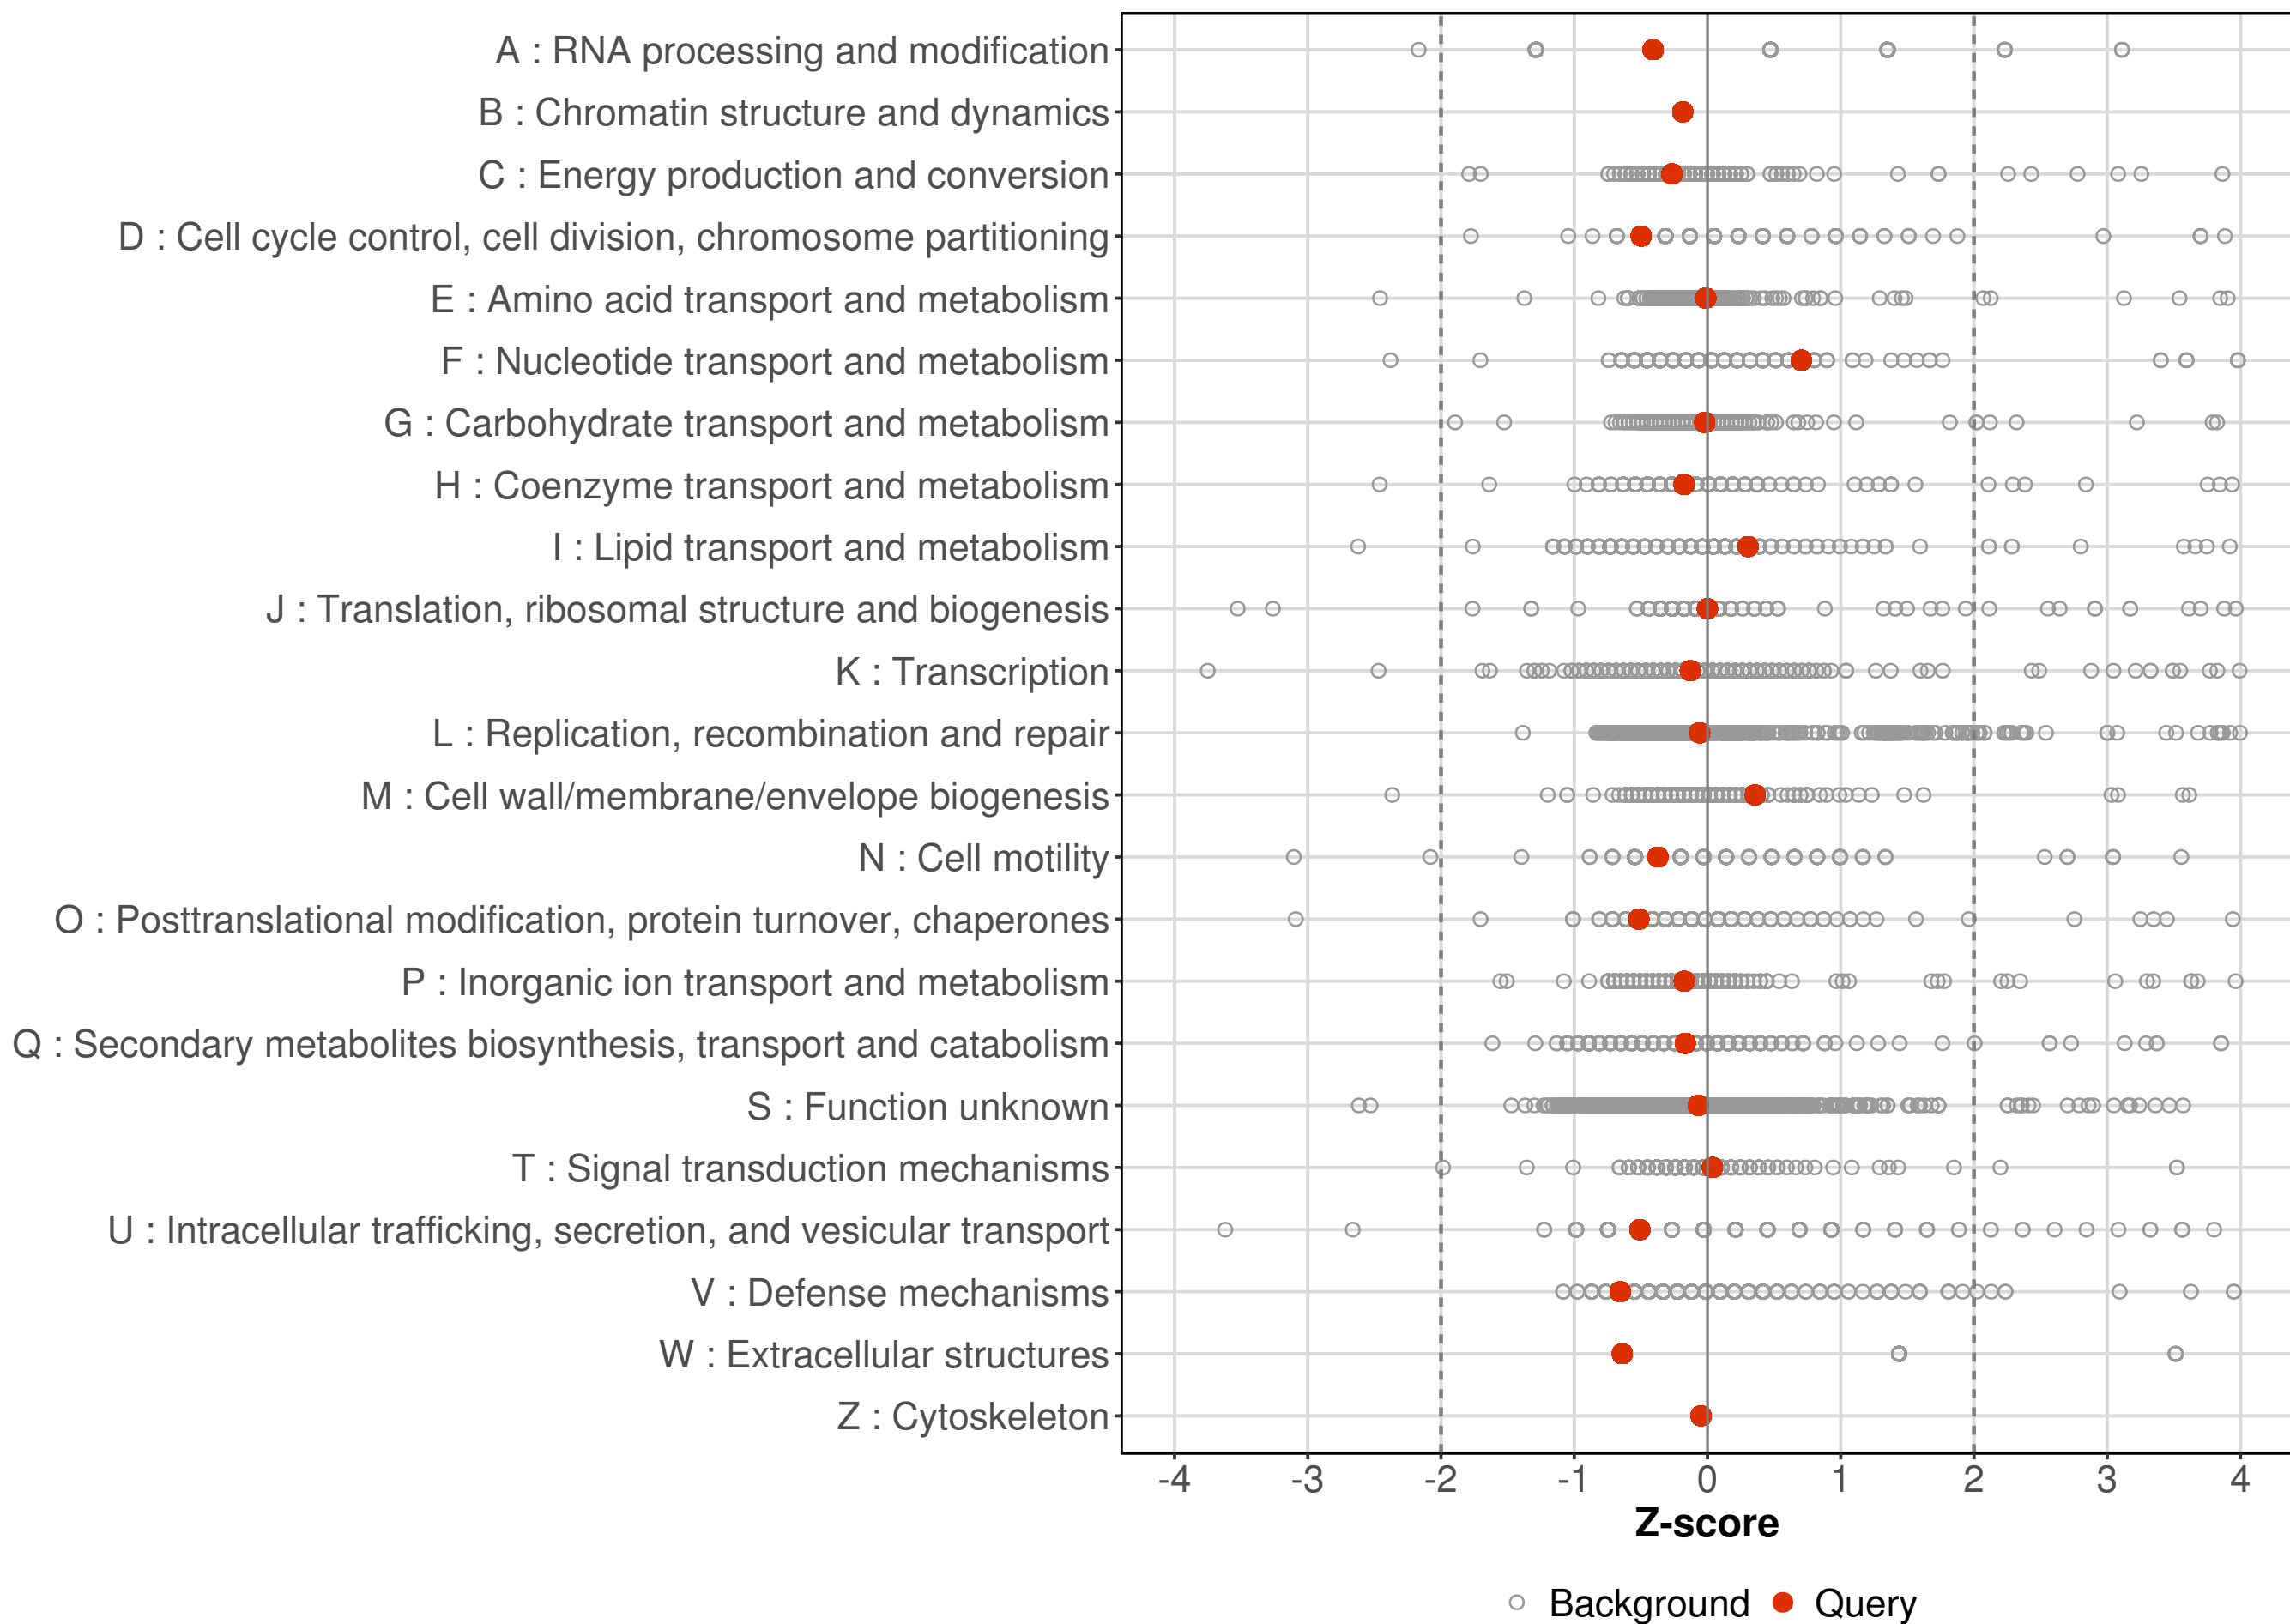 A : RNA processing and modification
B : Chromatin structure and dynamics
C : Energy production and conversion
D : Cell cycle control, cell division, chromosome partitioning
E : Amino acid transport and metabolism
F : Nucleotide transport and metabolism
G : Carbohydrate transport and metabolism
H : Coenzyme transport and metabolism
I : Lipid transport and metabolism
J : Translation, ribosomal structure and biogenesis
K : Transcription
L : Replication, recombination and repair
M : Cell wall/membrane/envelope biogenesis
N : Cell motility
O : Posttranslational modification, protein turnover, chaperones
P : Inorganic ion transport and metabolism
Q : Secondary metabolites biosynthesis, transport and catabolism
S : Function unknown
T : Signal transduction mechanisms
U : Intracellular trafficking, secretion, and vesicular transport
V : Defense mechanisms
W : Extracellular structures
Z : Cytoskeleton
-4 -3 -2 -1 0 1 2 3 4
Z-score
Background Query